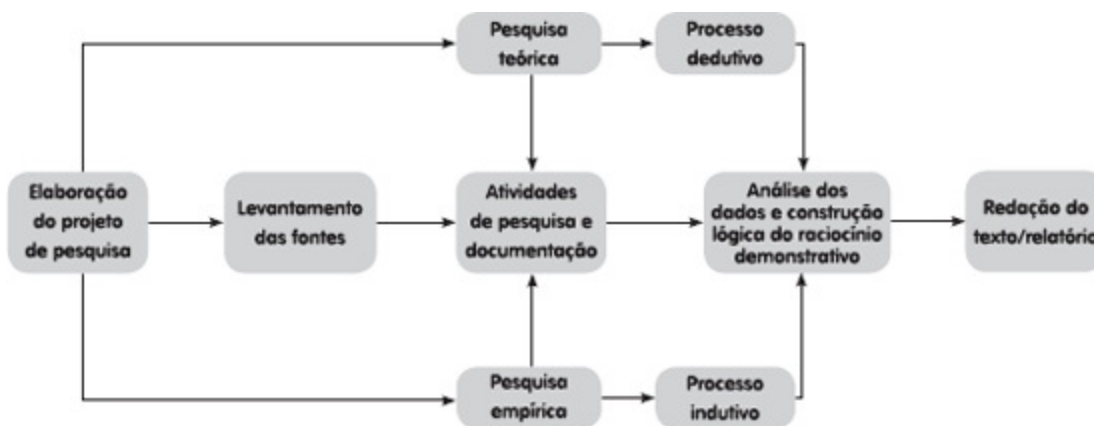 Pesquisa
teórica
Processo
dedutivo
Elaboração
do projeto
de pesquisa
Levantamento
das fontes
Atividades
de pesquisa e
documentação
Análise dos
dados e construção
lógica do raciocínio
demonstrativo
Redação do
texto/relatório
Pesquisa
empírica
Processo
indutivo